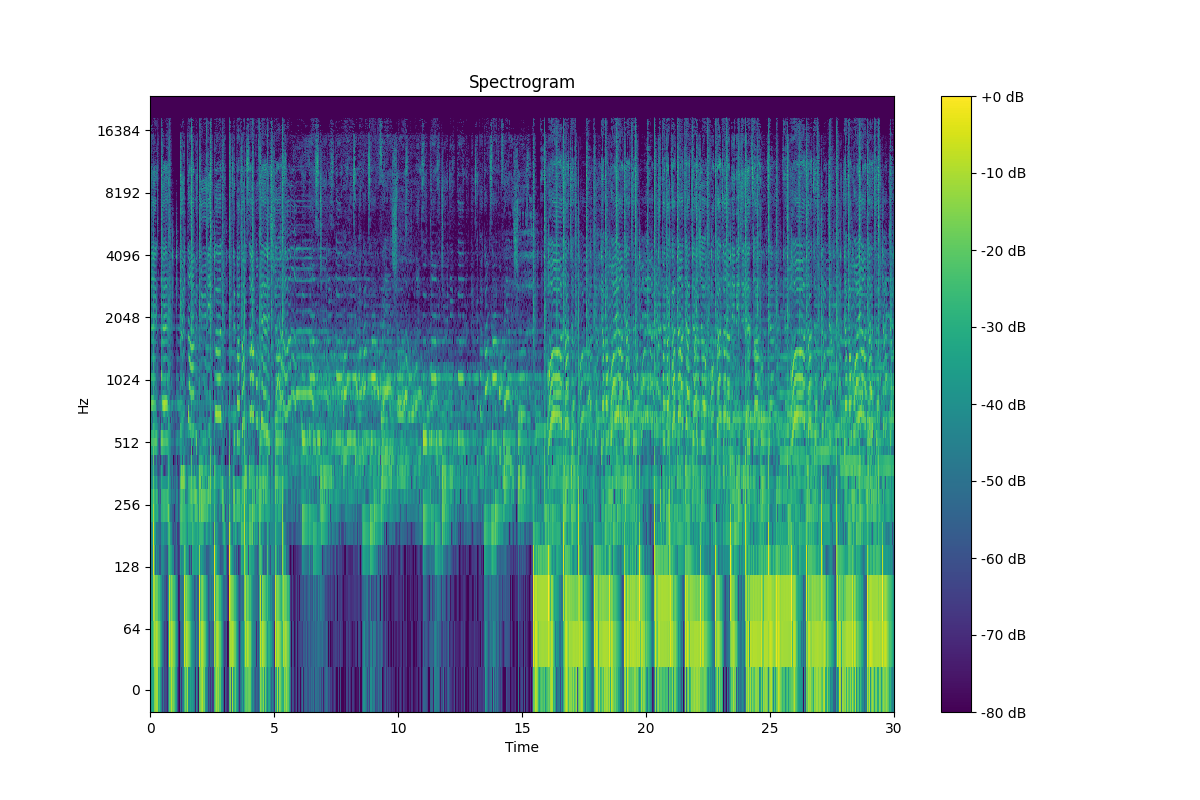 Spectrogram
16384
8192
4096
2048
1024
512
256
128
64
0
Hz
0 5 10 15 20 25 30
Time
+0 dB
-10 dB
-20 dB
-30 dB
-40 dB
-50 dB
-60 dB
-70 dB
-80 dB